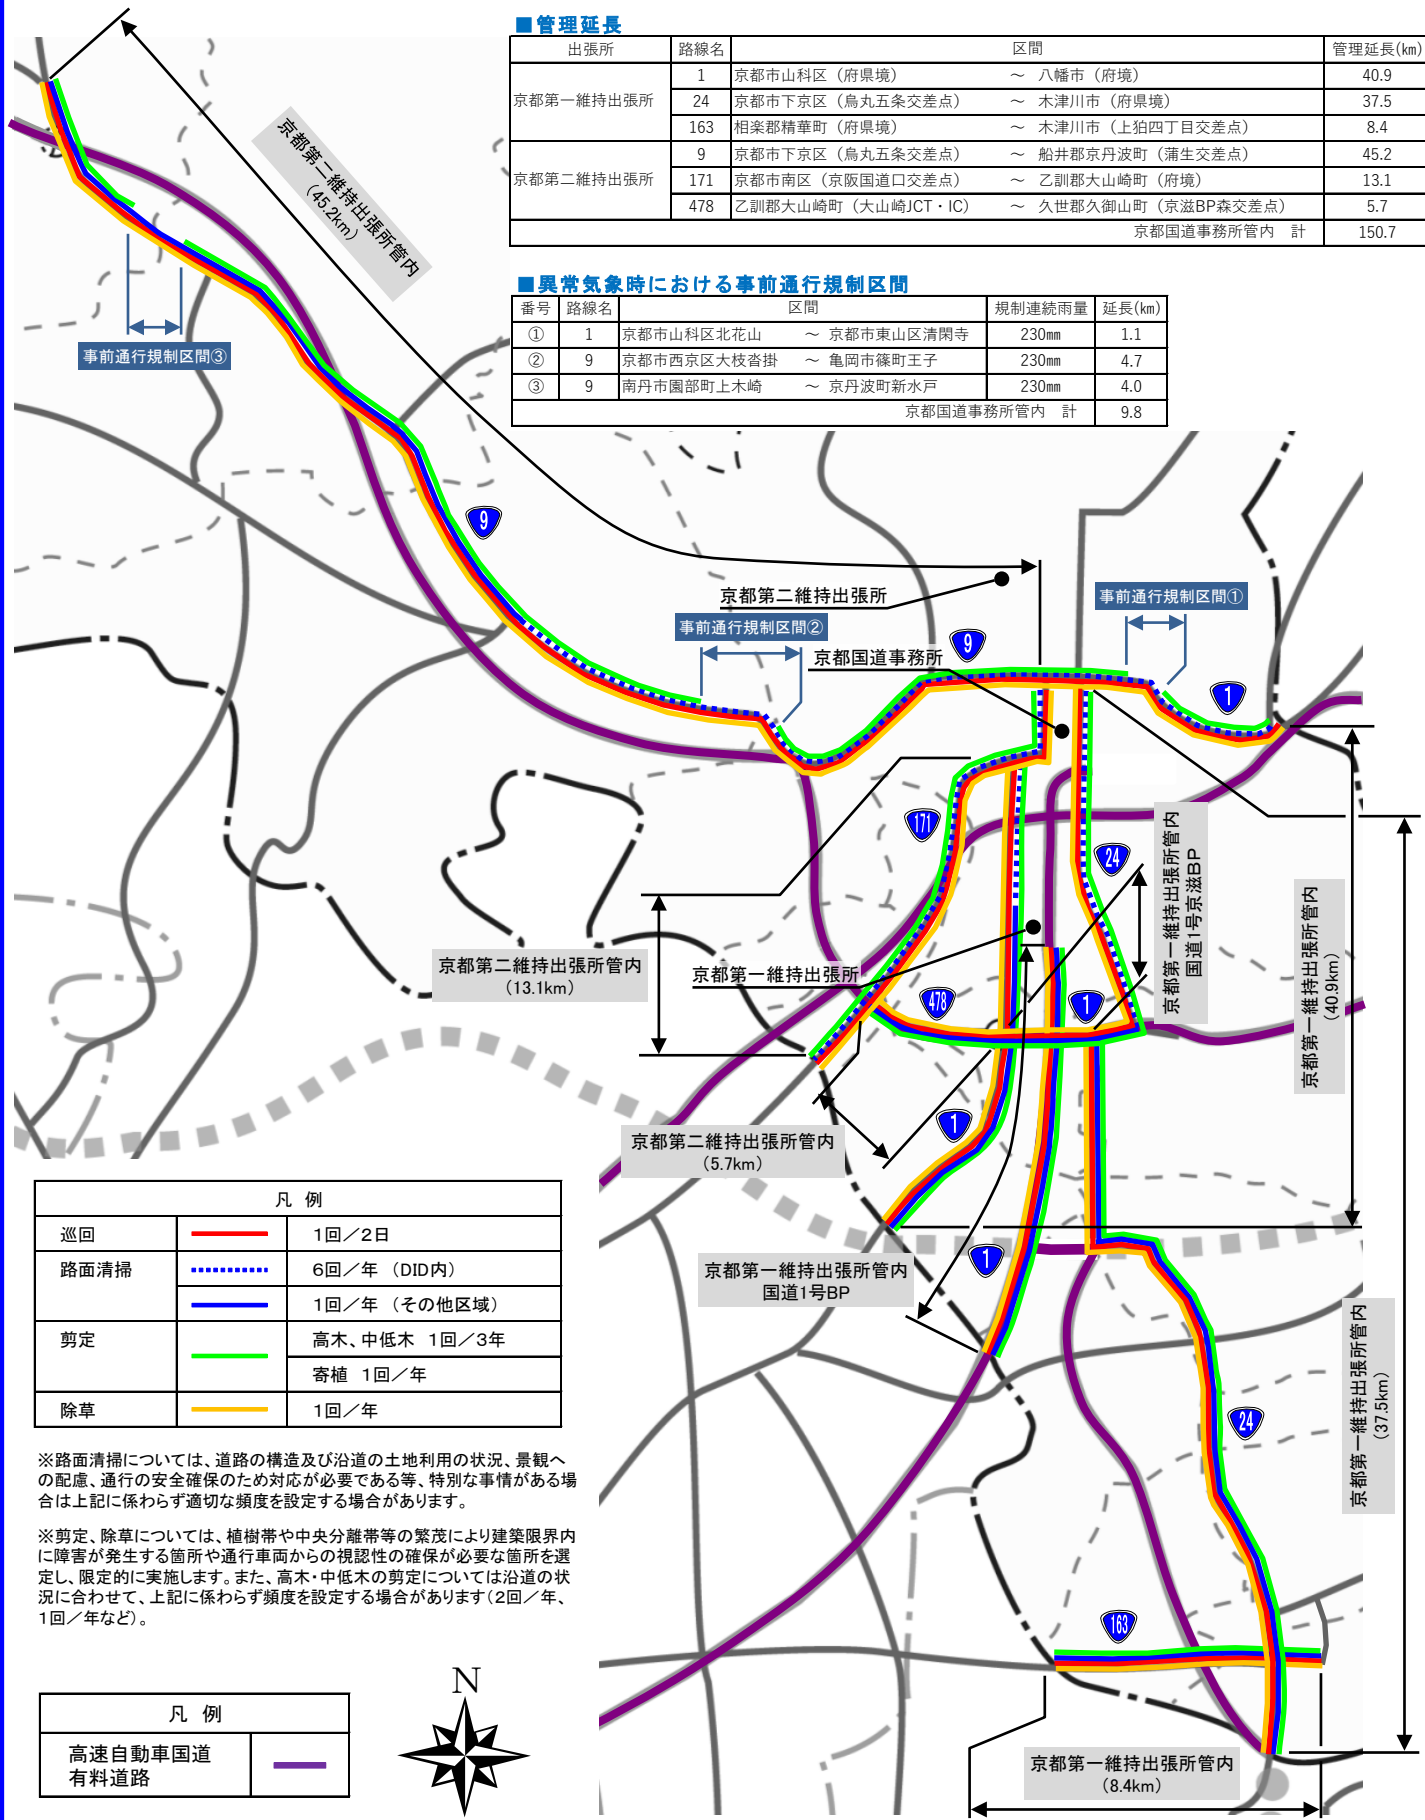 ■管理延長
出張所 路線名 区間 管理延長(㎞)
京都第一維持出張所 1 京都市山科区（府県境） ～ 八幡市（府境） 40.9
24 京都市下京区（烏丸五条交差点） ～ 木津川市（府県境） 37.5
163 相楽郡精華町（府県境） ～ 木津川市（上狛四丁目交差点） 8.4
京都第二維持出張所 9 京都市下京区（烏丸五条交差点） ～ 船井郡京丹波町（蒲生交差点） 45.2
171 京都市南区（京阪国道口交差点） ～ 乙訓郡大山崎町（府境） 13.1
478 乙訓郡大山崎町（大山崎JCT・IC） ～ 久世郡久御山町（京滋BP森交差点） 5.7
京都国道事務所管内 計 150.7
■異常気象時における事前通行規制区間
番号 路線名 区間 規制連続雨量 延長(㎞)
① 1 京都市山科区北花山 ～ 京都市東山区清閑寺 230㎜ 1.1
② 9 京都市西京区大枝沓掛 ～ 亀岡市篠町王子 230㎜ 4.7
③ 9 南丹市園部町上木崎 ～ 京丹波町新水戸 230㎜ 4.0
京都国道事務所管内 計 9.8
京都第二維持出張所管内
（45.2km）
事前通行規制区間③
9
京都第二維持出張所
事前通行規制区間①
事前通行規制区間②
9
京都国道事務所
1
171
24
京都第一維持出張所管内
国道1号京滋BP
京都第一維持出張所管内
（40.9km）
京都第二維持出張所管内
（13.1km）
京都第一維持出張所
478
1
1
京都第二維持出張所管内
（5.7km）
京都第一維持出張所管内
国道1号BP
1
京都第一維持出張所管内
（37.5km）
24
163
京都第一維持出張所管内
（8.4km）
凡 例
巡回 1回／2日
路面清掃 6回／年 （DID内）
1回／年 （その他区域）
剪定 高木、中低木 1回／3年
寄植 1回／年
除草 1回／年
※路面清掃については、道路の構造及び沿道の土地利用の状況、景観へ
の配慮、通行の安全確保のため対応が必要である等、特別な事情がある場
合は上記に係わらず適切な頻度を設定する場合があります。
※剪定、除草については、植樹帯や中央分離帯等の繁茂により建築限界内
に障害が発生する箇所や通行車両からの視認性の確保が必要な箇所を選
定し、限定的に実施します。また、高木・中低木の剪定については沿道の状
況に合わせて、上記に係わらず頻度を設定する場合があります（2回／年、
1回／年など）。
凡 例
高速自動車国道
有料道路
N